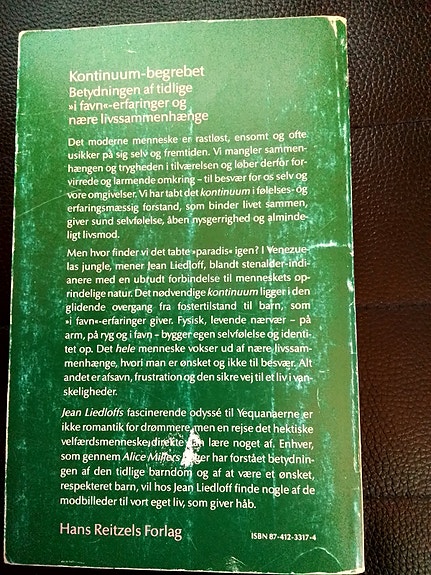 Kontinuum-begrebet
Betydningen af tidlige
»i favn«-erfaringer og
nære livssammenhænge
Det moderne menneske er rastløst, ensomt og ofte
usikker på sig selv og fremtiden. Vi mangler sammen-
hængen og trygheden i tilværelsen og løber derfor for-
virrede og larmende omkring – til besvær for os selv og
vore omgivelser. Vi har tabt det kontinuum i følelses- og
erfaringsmæssig forstand, som binder livet sammen,
giver sund selvfølelse, åben nysgerrighed og alminde-
ligt livsmod.
Men hvor finder vi det tabte »paradis« igen? I Venezue-
las jungle, mener Jean Liedloff, blandt stenalder-indi-
anere med en ubrudt forbindelse til menneskets op-
rindelige natur. Det nødvendige kontinuum ligger i den
glidende overgang fra fostertilstand til barn, som
»i favn«-erfaringer giver. Fysisk, levende nærvær – på
arm, på ryg og i favn – bygger egen selvfølelse og identi-
tet op. Det hele menneske vokser ud af nære livssam-
menhænge, hvori man er ønsket og ikke til besvær. Alt
andet er afsavn, frustration og den sikre vej til et liv i van-
skeligheder.
Jean Liedloffs fascinerende odyssé til Yequanaerne er
ikke romantik for drømmere, men en rejse det hektiske
velfærdsmenneske direkte kan lære noget af. Enhver,
som gennem Alice Millers har forstået betydnin-
gen af den tidlige barndom og af at være et ønsket,
respekteret barn, vil hos Jean Liedloff finde nogle af de
modbilleder til vort eget liv, som giver håb.
Hans Reitzels Forlag
ISBN 87-412-3317-4